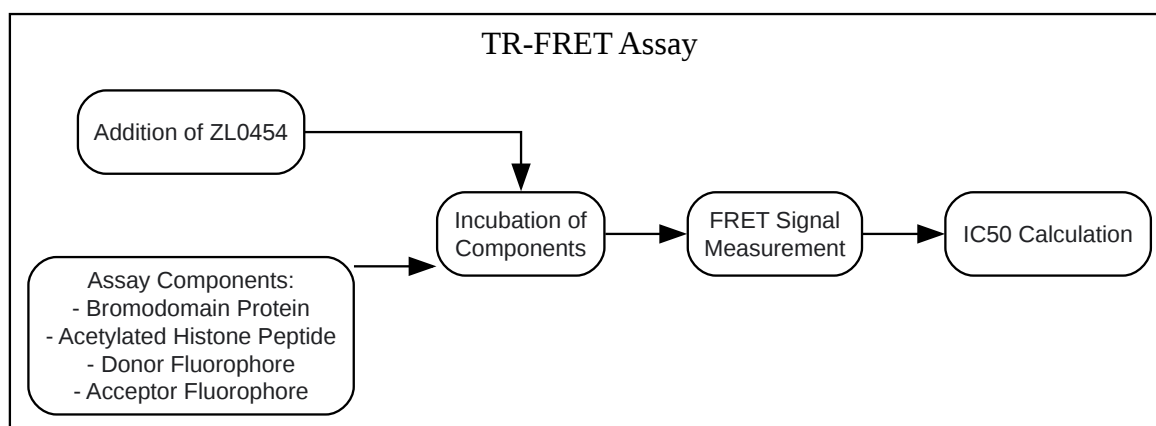 TR-FRET Assay
Addition of ZL0454
Incubation of
Components
FRET Signal
Measurement
IC50 Calculation
Assay Components:
- Bromodomain Protein
- Acetylated Histone Peptide
- Donor Fluorophore
- Acceptor Fluorophore